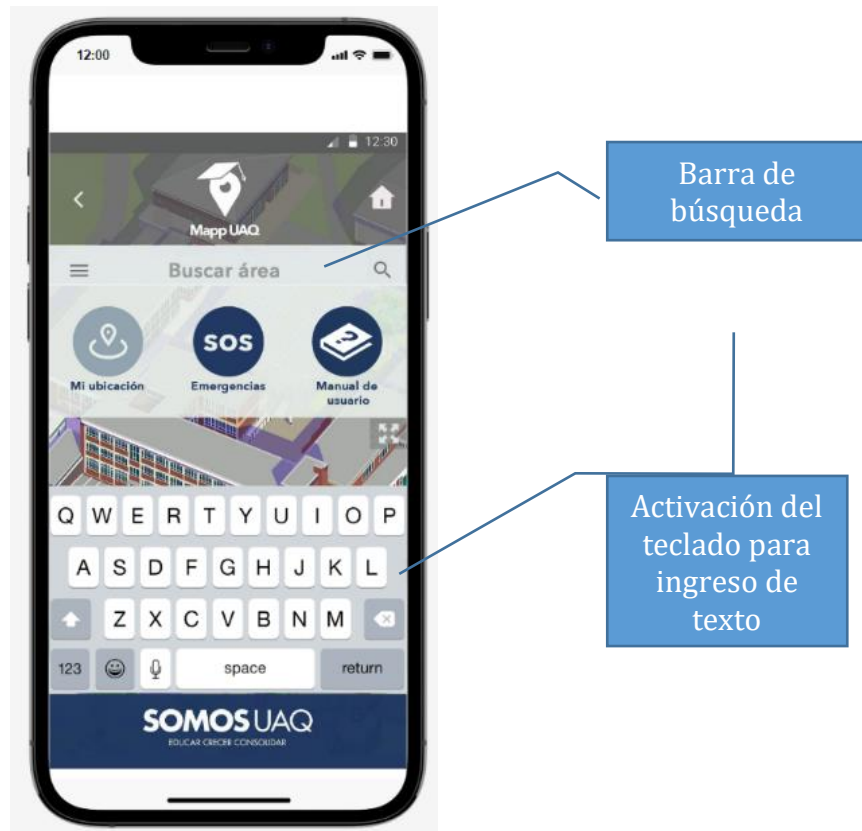 12:00
12:30
Mapp UAQ
Buscar área
SOS
Mi ubicación
Emergencias
Manual de
usuario
Q W E R T Y U I O P
A S D F G H J K L
Z X C V B N M
123 space return
SOMOS UAQ
EDUCAR CRECER CONSOLIDAR
Barra de
búsqueda
Activación del
teclado para
ingreso de
texto